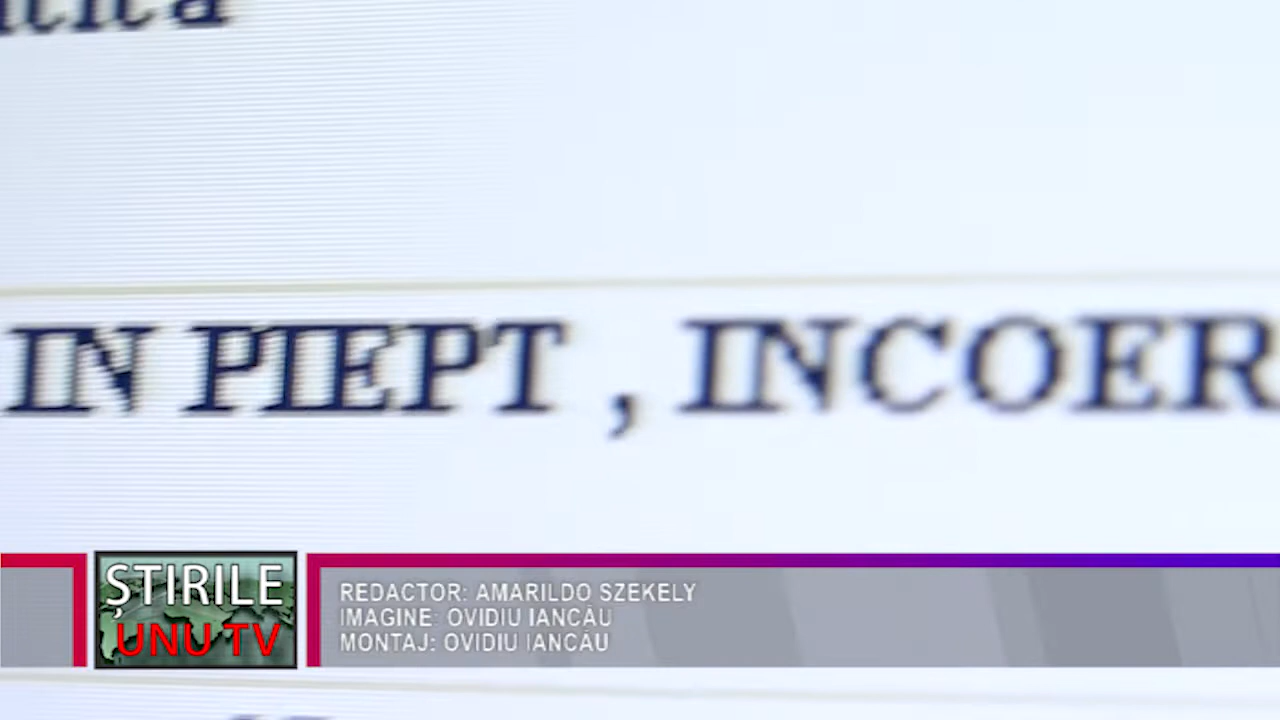 IN PIEPT , INCOER
ȘTIRILE
UNU TV
REDACTOR: AMARILDO SZEKELY
IMAGINE: OVIDIU IANCĂU
MONTAJ: OVIDIU IANCĂU